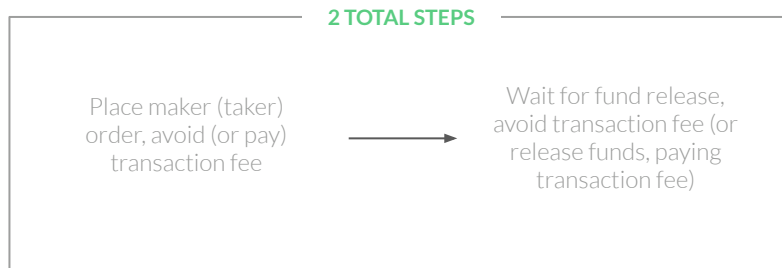 2 TOTAL STEPS
Place maker (taker)
order, avoid (or pay)
transaction fee
Wait for fund release,
avoid transaction fee (or
release funds, paying
transaction fee)